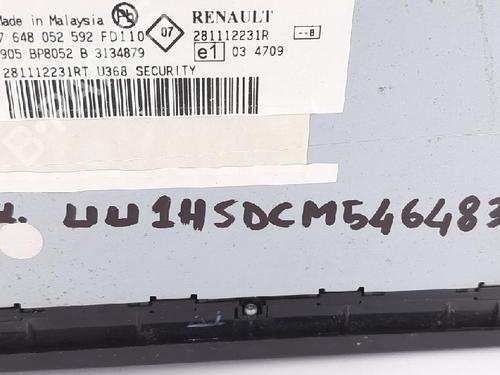 Made in Malaysia
7 648 052 592 FD110
905 BP8052 B 3134879
281112231RT U368 SECURITY
07
RENAULT
281112231R
e1 03 4709
--8
UU1HSDCM546483